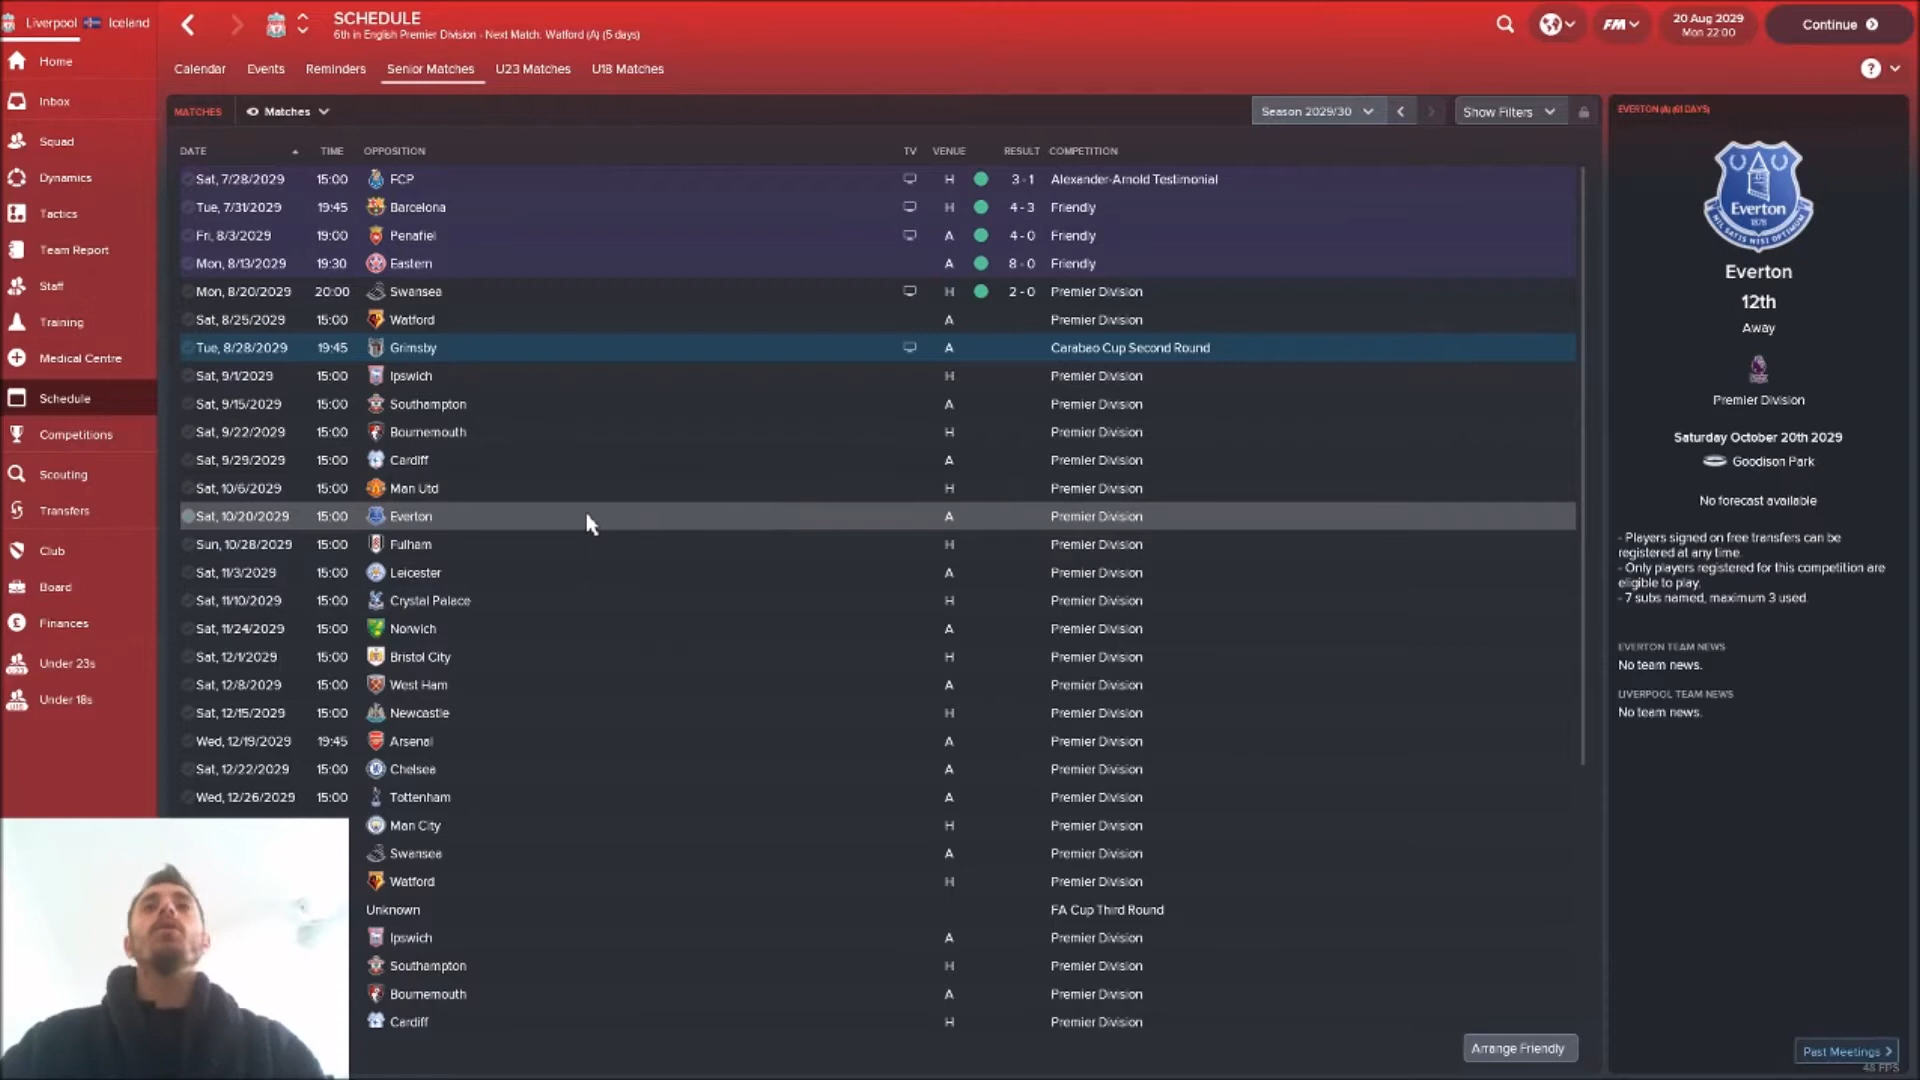 Liverpool
Iceland
SCHEDULE
6th in English Premier Division - Next Match: Watford (A) (5 days)
FM
20 Aug 2029
Mon 22:00
Continue
Home
Inbox
Squad
Dynamics
Tactics
Team Report
Staff
Training
Medical Centre
Schedule
Competitions
Scouting
Transfers
Club
Board
Finances
Under 23s
Under 18s
Calendar Events Reminders Senior Matches U23 Matches U18 Matches
?
MATCHES Matches Season 2029/30 Show Filters
DATE TIME OPPOSITION TV VENUE RESULT COMPETITION
Sat, 7/28/2029 15:00 FCP H 3 - 1 Alexander-Arnold Testimonial
Tue, 7/31/2029 19:45 Barcelona H 4 - 3 Friendly
Fri, 8/3/2029 19:00 Penafiel A 4 - 0 Friendly
Mon, 8/13/2029 19:30 Eastern A 8 - 0 Friendly
Mon, 8/20/2029 20:00 Swansea H 2 - 0 Premier Division
Sat, 8/25/2029 15:00 Watford A Premier Division
Tue, 8/28/2029 19:45 Grimsby A Carabao Cup Second Round
Sat, 9/1/2029 15:00 Ipswich H Premier Division
Sat, 9/15/2029 15:00 Southampton A Premier Division
Sat, 9/22/2029 15:00 Bournemouth H Premier Division
Sat, 9/29/2029 15:00 Cardiff A Premier Division
Sat, 10/6/2029 15:00 Man Utd H Premier Division
Sat, 10/20/2029 15:00 Everton A Premier Division
Sun, 10/28/2029 15:00 Fulham H Premier Division
Sat, 11/3/2029 15:00 Leicester A Premier Division
Sat, 11/10/2029 15:00 Crystal Palace H Premier Division
Sat, 11/24/2029 15:00 Norwich A Premier Division
Sat, 12/1/2029 15:00 Bristol City H Premier Division
Sat, 12/8/2029 15:00 West Ham A Premier Division
Sat, 12/15/2029 15:00 Newcastle H Premier Division
Wed, 12/19/2029 19:45 Arsenal A Premier Division
Sat, 12/22/2029 15:00 Chelsea A Premier Division
Wed, 12/26/2029 15:00 Tottenham A Premier Division
Man City H Premier Division
Swansea A Premier Division
Watford H Premier Division
Unknown FA Cup Third Round
Ipswich A Premier Division
Southampton H Premier Division
Bournemouth A Premier Division
Cardiff H Premier Division
Arrange Friendly
EVERTON (A) (61 DAYS)
Everton
1878
NIL SATIS NISI OPTIMUM
Everton
12th
Away
Premier Division
Saturday October 20th 2029
Goodison Park
No forecast available
- Players signed on free transfers can be
registered at any time.
- Only players registered for this competition are
eligible to play.
- 7 subs named, maximum 3 used.
EVERTON TEAM NEWS
No team news.
LIVERPOOL TEAM NEWS
No team news.
Past Meetings
48 FPS